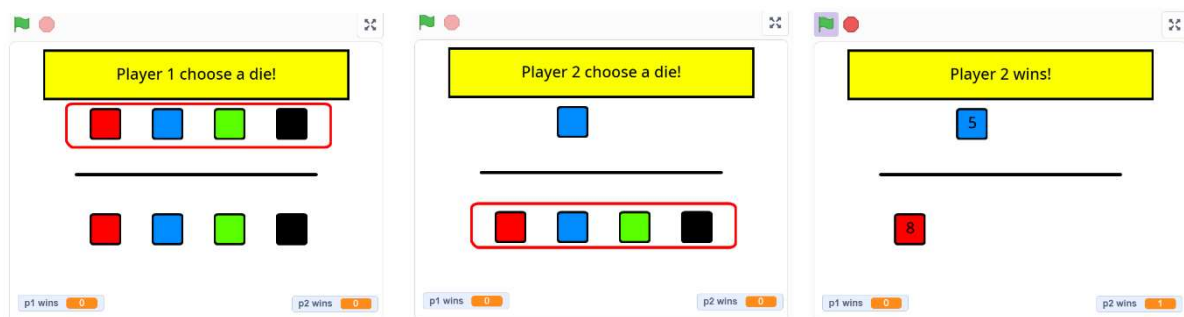 Player 1 choose a die!
p1 wins 0
p2 wins 0
Player 2 choose a die!
p1 wins 0
p2 wins 0
Player 2 wins!
5
8
p1 wins 0
p2 wins 1